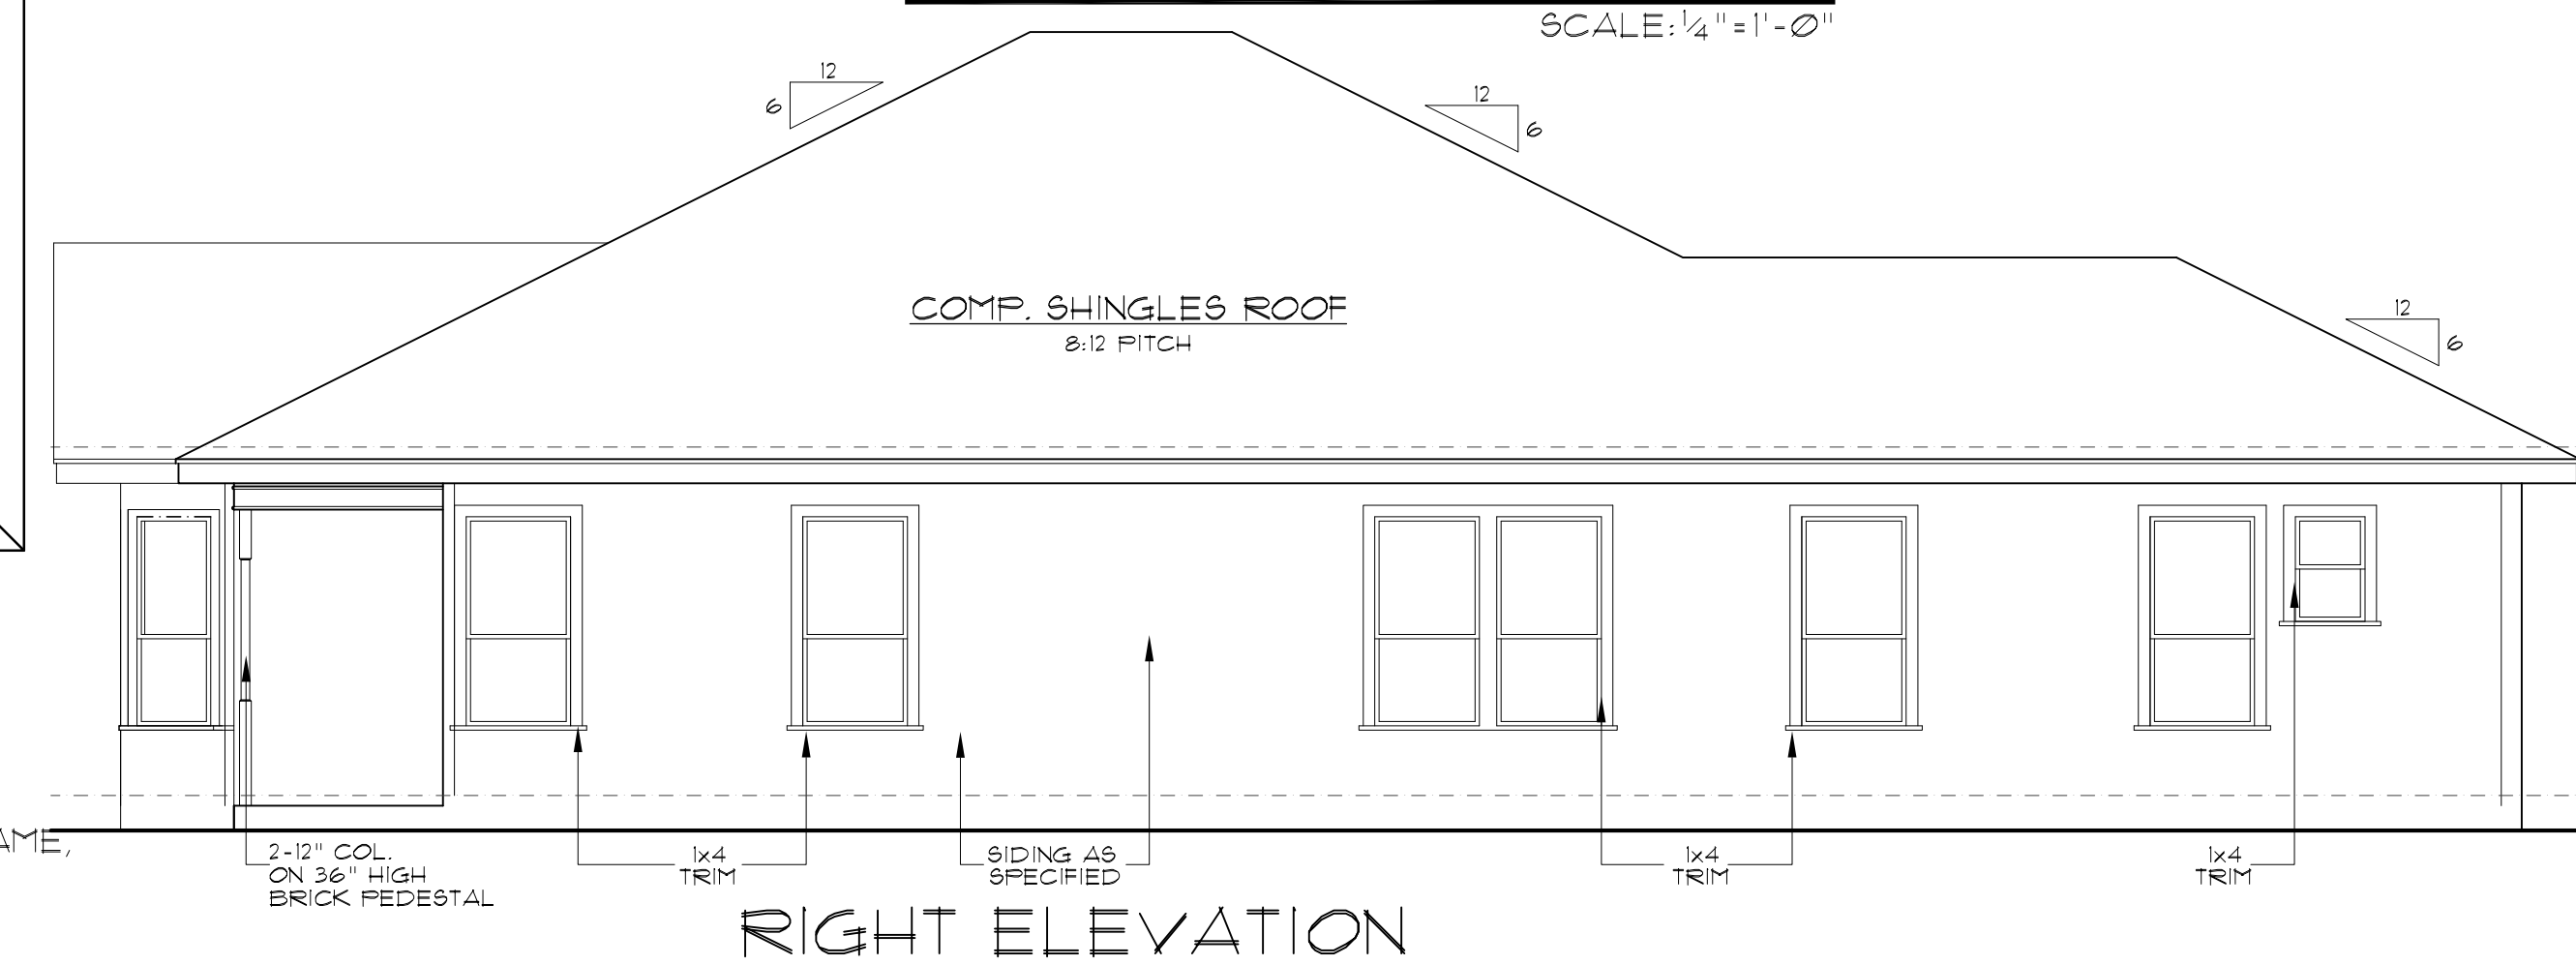 SCALE: 1/4" = 1'-0"
12
6
12
6
COMP. SHINGLES ROOF
8:12 PITCH
12
6
AME,
2-12" COL.
ON 36" HIGH
BRICK PEDESTAL
1x4
TRIM
SIDING AS
SPECIFIED
1x4
TRIM
1x4
TRIM
RIGHT ELEVATION